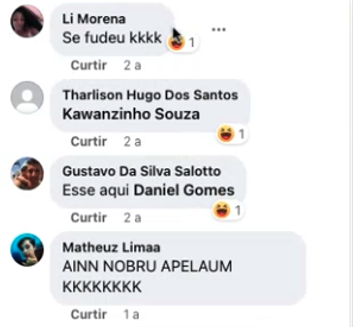 Li Morena
Se fudeu kkkk
1
Curtir 2 a
Tharlison Hugo Dos Santos
Kawanzinho Souza
1
Curtir 2 a
Gustavo Da Silva Salotto
Esse aqui Daniel Gomes
1
Curtir 2 a
Matheuz Limaa
AINN NOBRU APELAUM
KKKKKKKK
Curtir 1 a